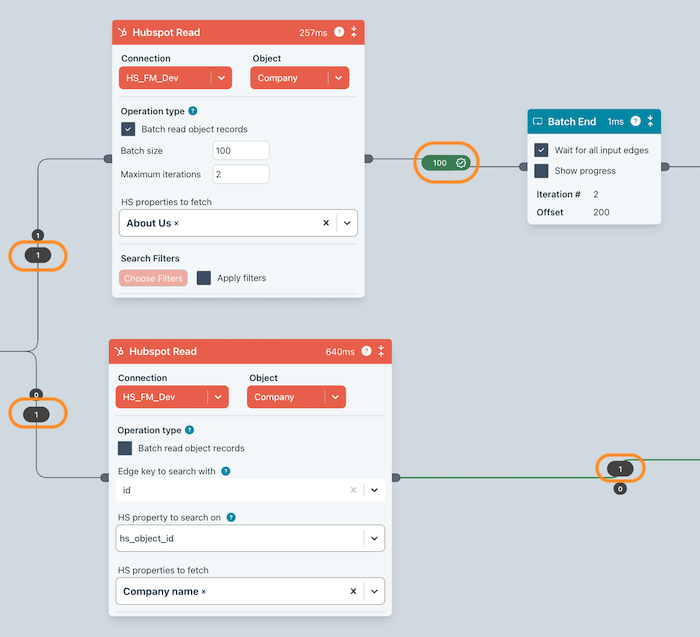 Hubspot Read 257ms ?
Connection Object
HS_FM_Dev Company
Operation type ?
Batch read object records
Batch size 100
Maximum iterations 2
HS properties to fetch
About Us ×
Search Filters
Choose Filters Apply filters
100
Batch End 1ms ?
Wait for all input edges
Show progress
Iteration # 2
Offset 200
1
1
0
1
Hubspot Read 640ms ?
Connection Object
HS_FM_Dev Company
Operation type ?
Batch read object records
Edge key to search with ?
id
HS property to search on ?
hs_object_id
HS properties to fetch
Company name ×
1
0